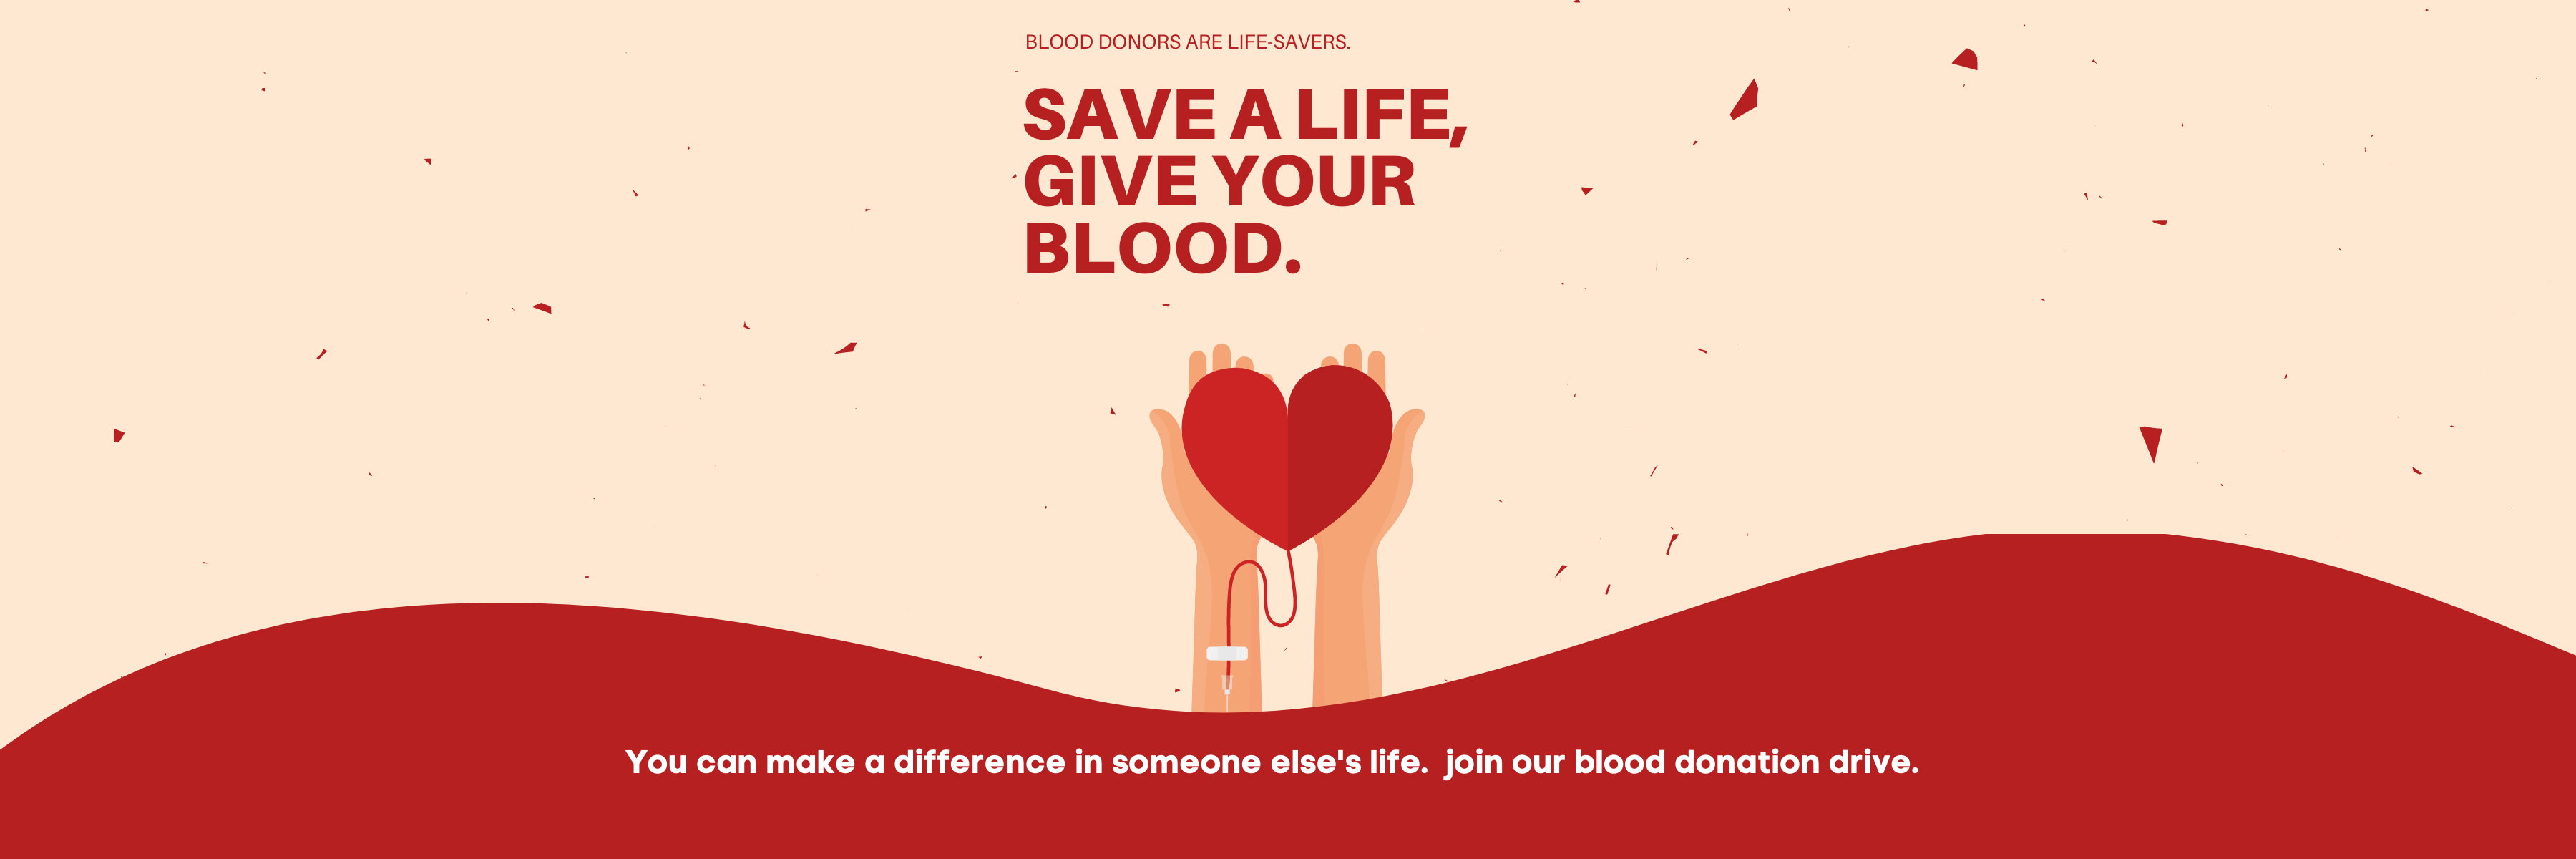 BLOOD DONORS ARE LIFE-SAVERS.
SAVE A LIFE,
GIVE YOUR
BLOOD.
You can make a difference in someone else's life.  join our blood donation drive.